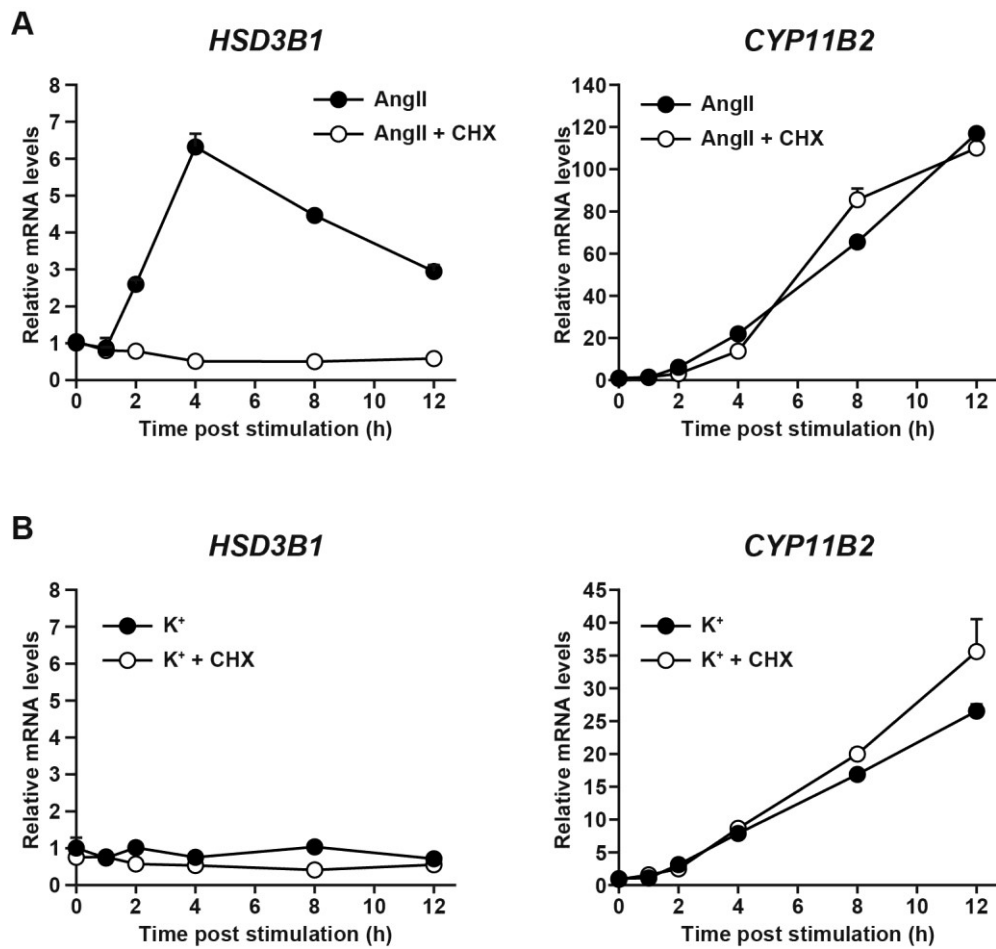 A
HSD3B1
8
7
6
5
4
3
2
1
0
Relative mRNA levels
AngII
AngII + CHX
0 2 4 6 8 10 12
Time post stimulation (h)
CYP11B2
140
120
100
80
60
40
20
0
Relative mRNA levels
AngII
AngII + CHX
0 2 4 6 8 10 12
Time post stimulation (h)
B
HSD3B1
8
7
6
5
4
3
2
1
0
Relative mRNA levels
K⁺
K⁺ + CHX
0 2 4 6 8 10 12
Time post stimulation (h)
CYP11B2
45
40
35
30
25
20
15
10
5
0
Relative mRNA levels
K⁺
K⁺ + CHX
0 2 4 6 8 10 12
Time post stimulation (h)